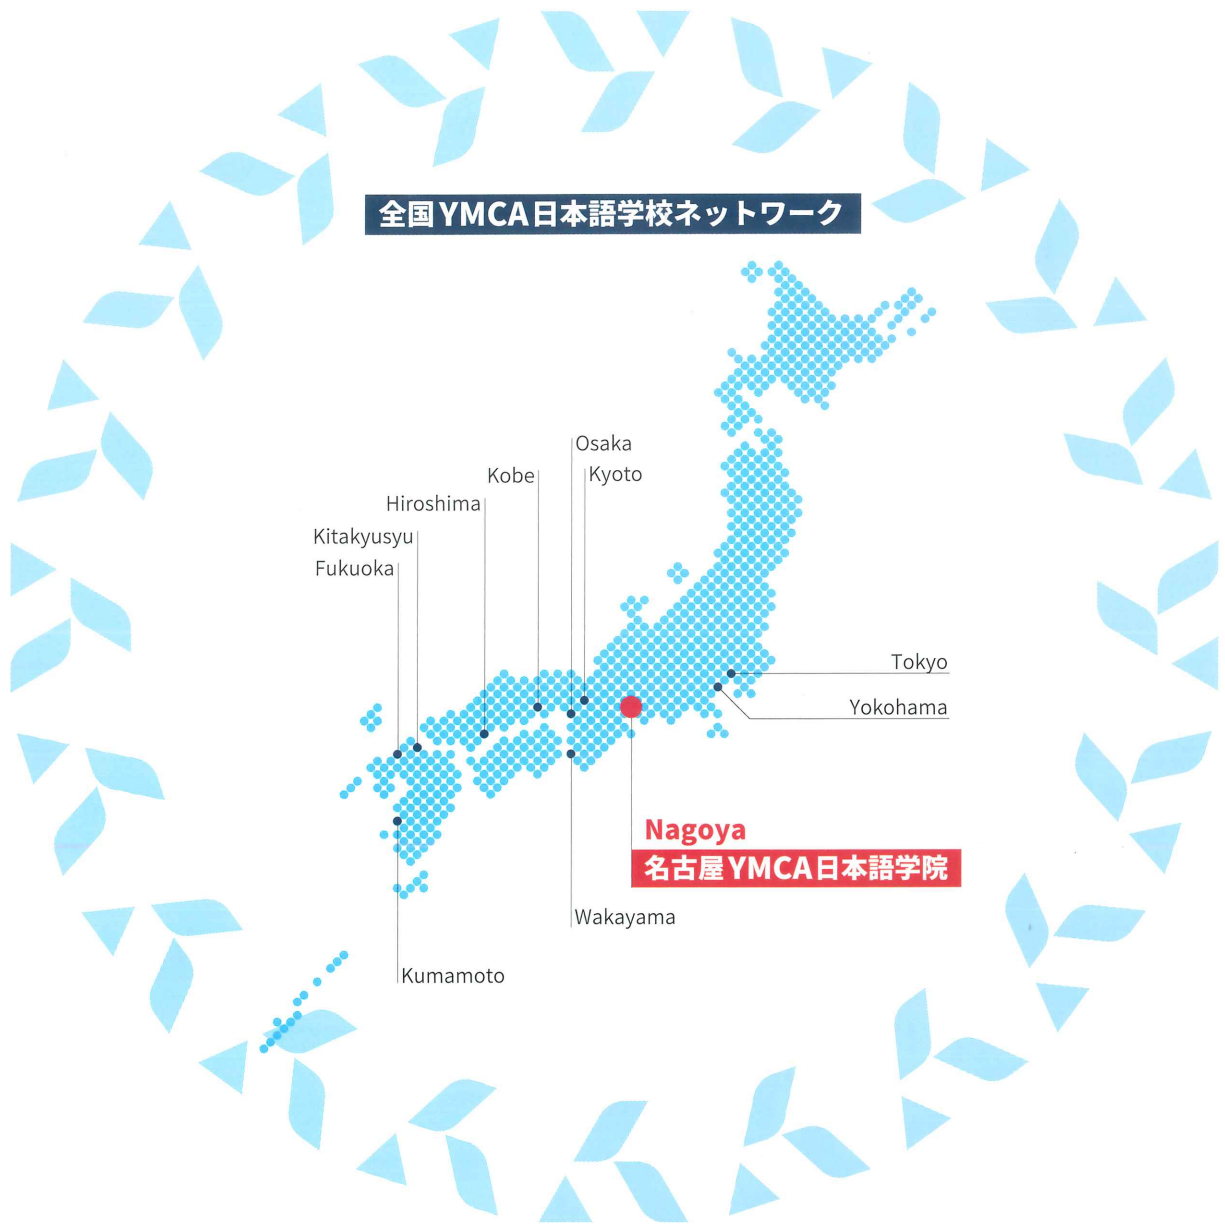 全国YMCA日本語学校ネットワーク
Osaka
Kobe
Kyoto
Hiroshima
Kitakyusyu
Fukuoka
Tokyo
Yokohama
Nagoya
名古屋YMCA日本語学院
Wakayama
Kumamoto